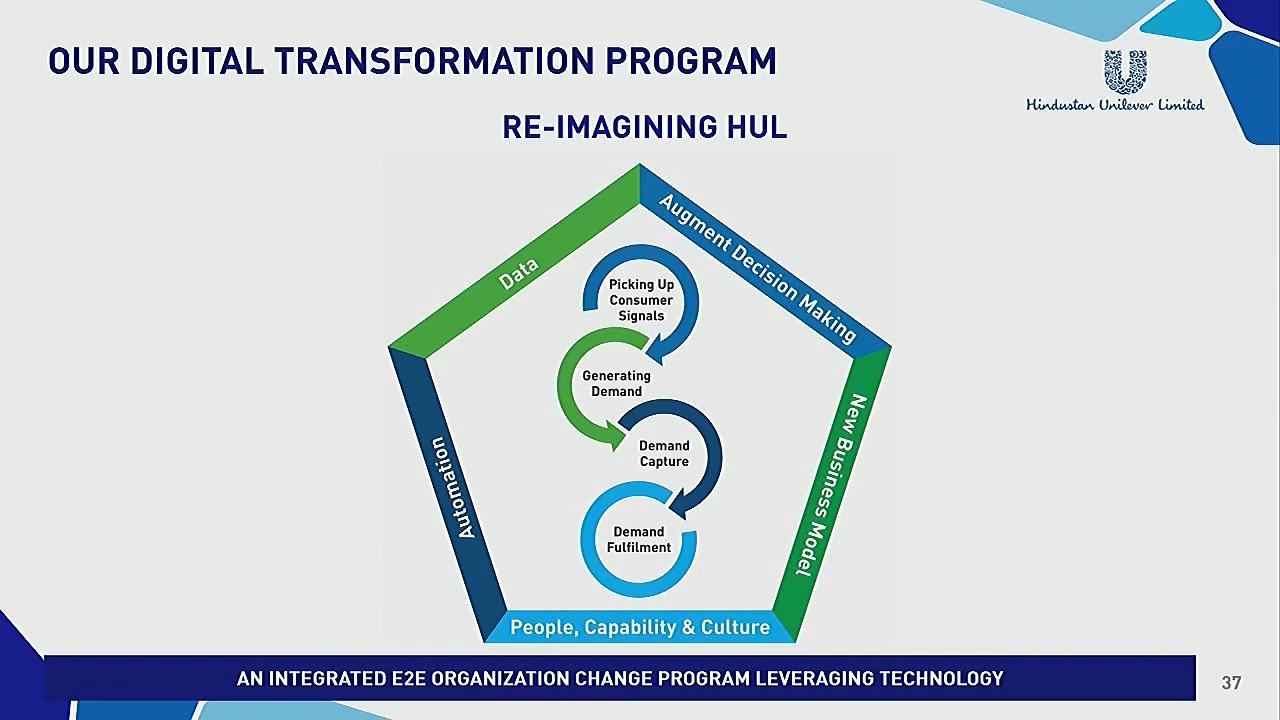 OUR DIGITAL TRANSFORMATION PROGRAM
Hindustan Unilever Limited
RE-IMAGINING HUL
Data
Augment Decision Making
Picking Up
Consumer
Signals
Generating
Demand
Demand
Capture
Demand
Fulfilment
Automation
New Business Model
People, Capability & Culture
AN INTEGRATED E2E ORGANIZATION CHANGE PROGRAM LEVERAGING TECHNOLOGY
37